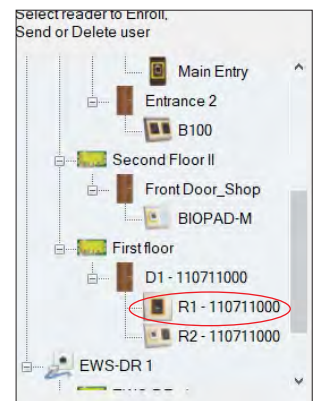 Select reader to Enroll,
Send or Delete user
Main Entry
Entrance 2
B100
Second Floor II
Front Door_Shop
BIOPAD-M
First floor
D1 - 110711000
R1 - 110711000
R2 - 110711000
EWS-DR 1